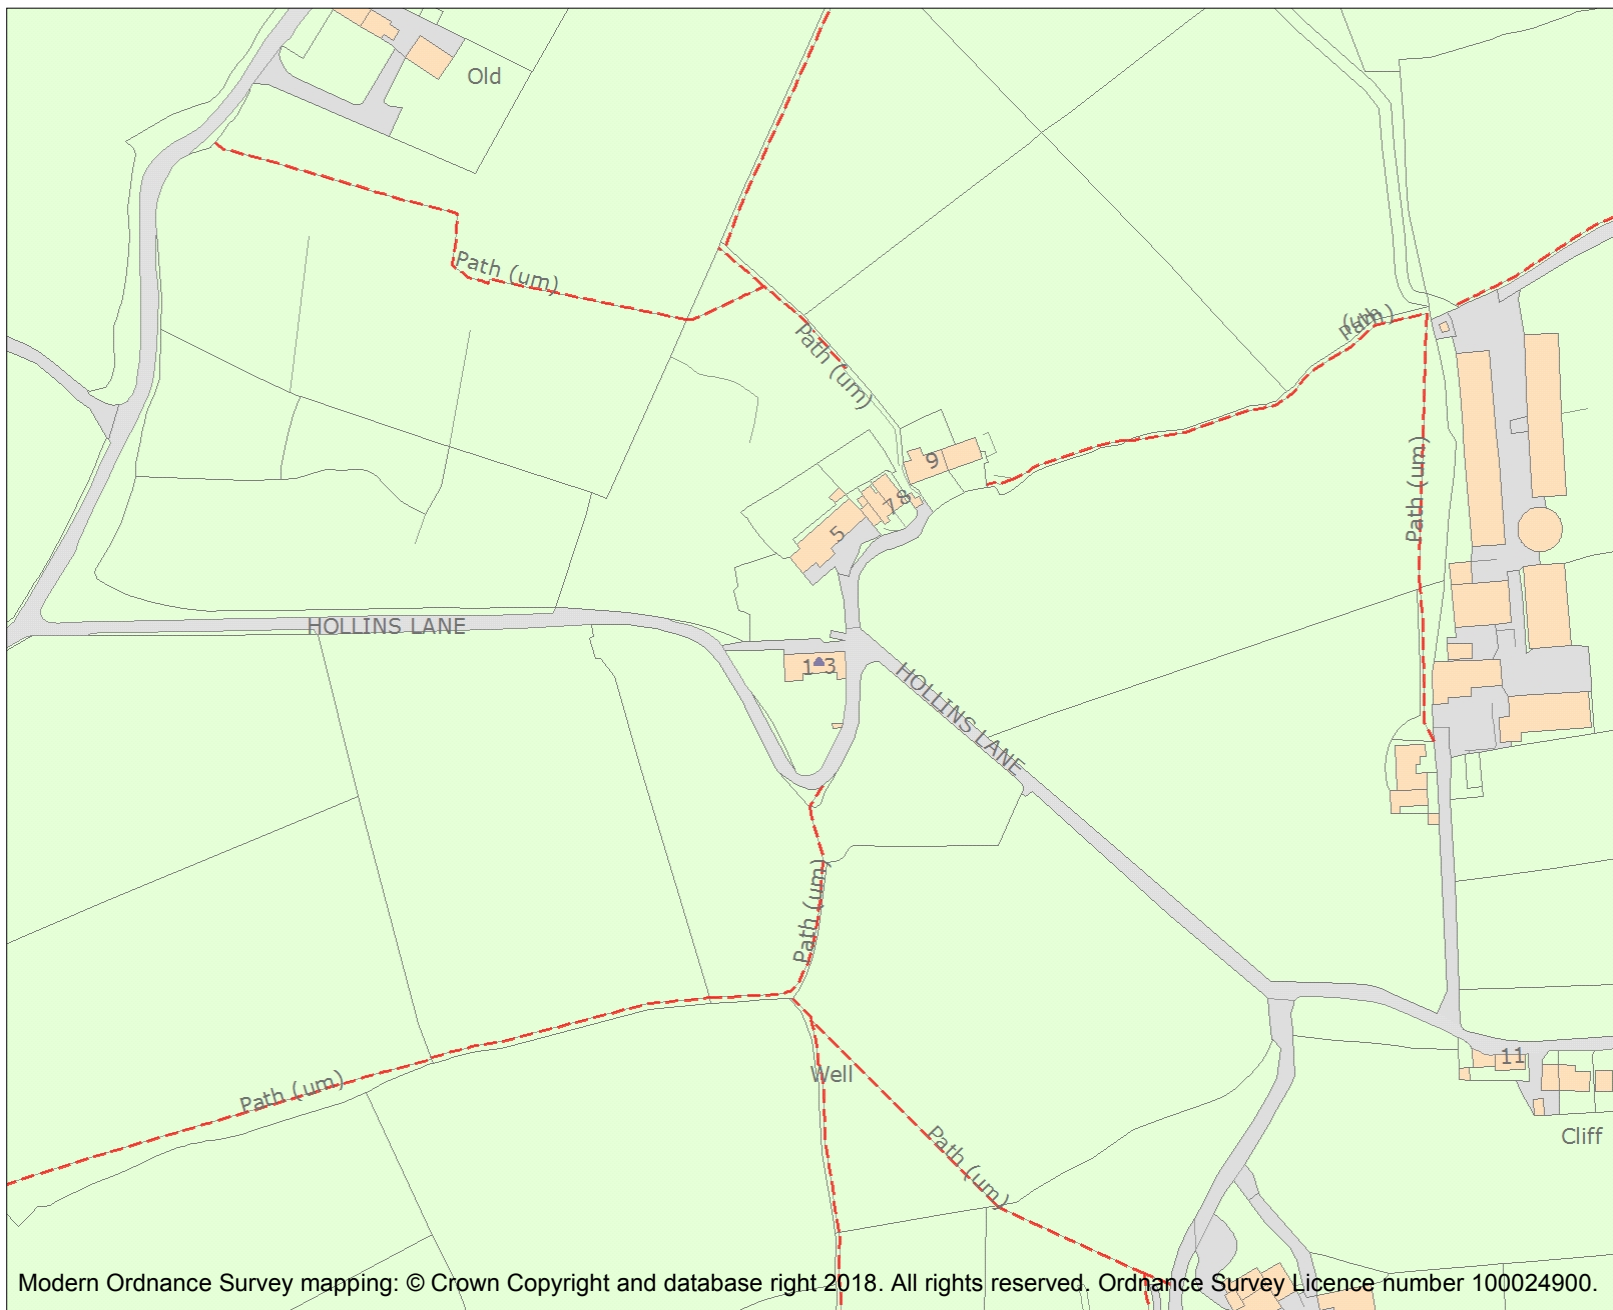 Old
Path (um)
Path (um)
Path (um)
Path (um)
9
7
8
5
HOLLINS LANE
1
3
HOLLINS LANE
Path (um)
Path (um)
Well
Path (um)
11
Cliff
Modern Ordnance Survey mapping: © Crown Copyright and database right 2018. All rights reserved. Ordnance Survey Licence number 100024900.